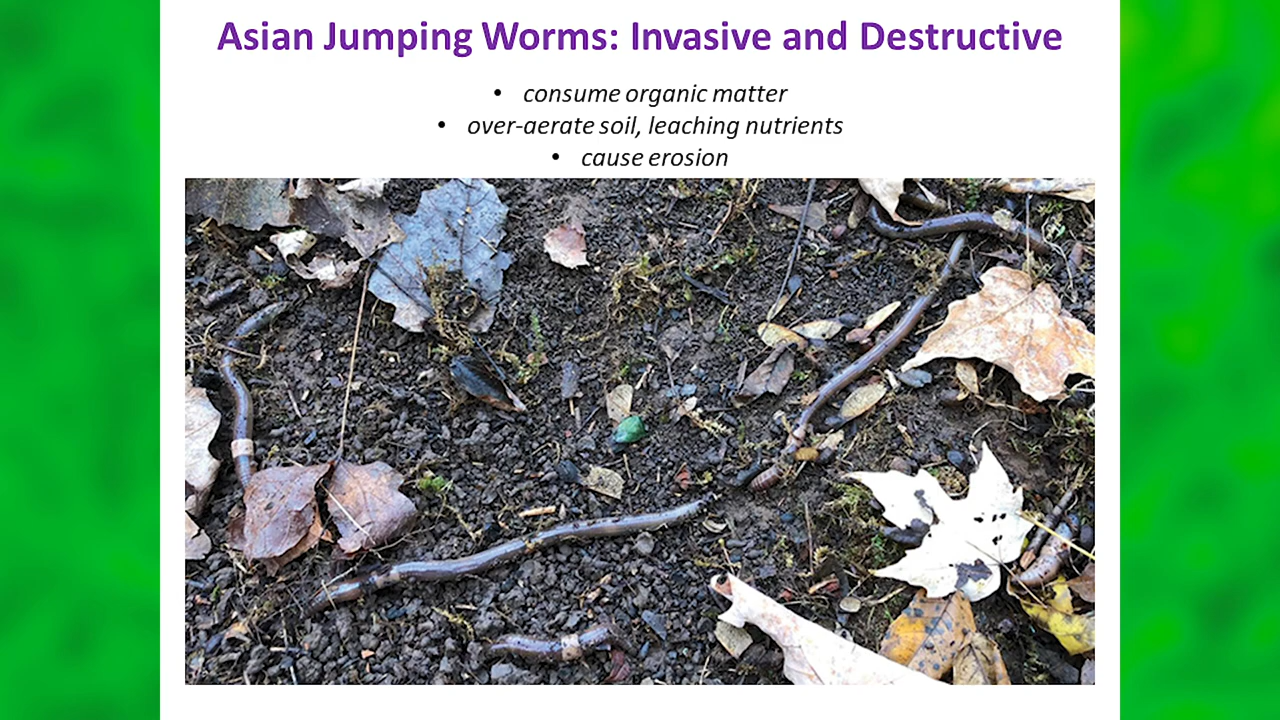 Asian Jumping Worms: Invasive and Destructive
• consume organic matter
• over-aerate soil, leaching nutrients
• cause erosion